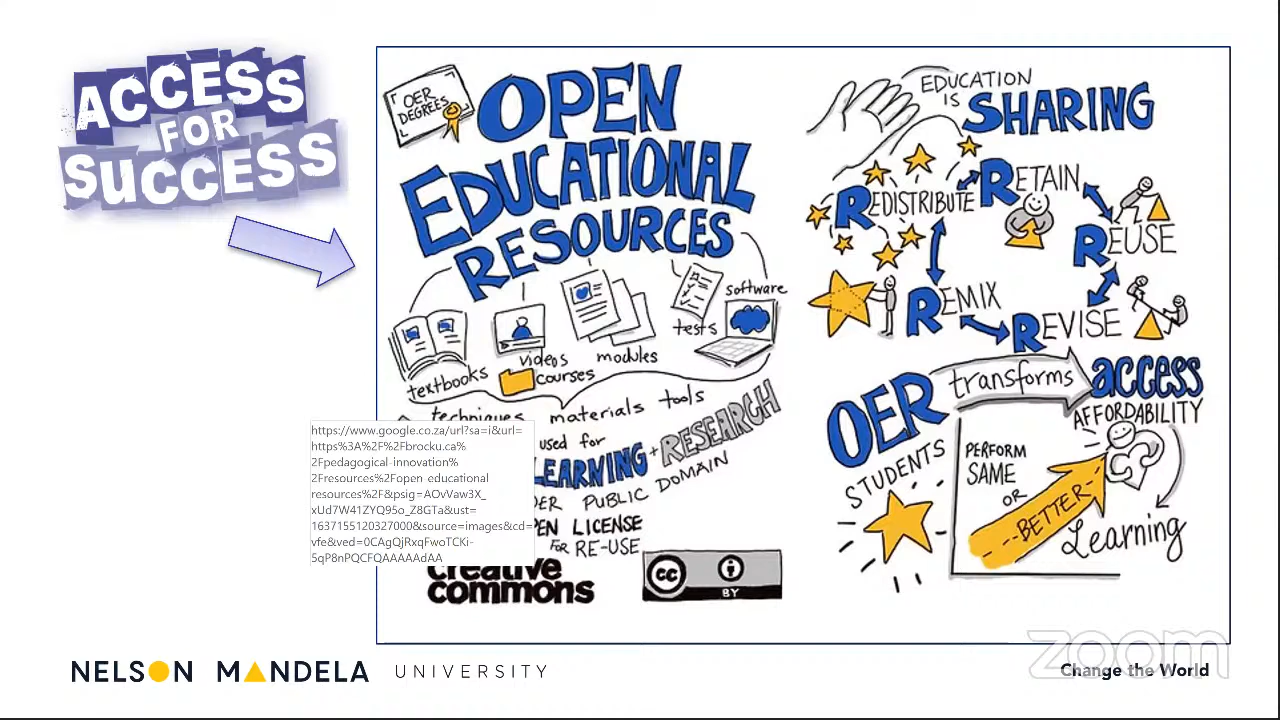 ACCESS
FOR
SUCCESS
OER
DEGREES
OPEN
EDUCATIONAL
RESOURCES
textbooks
videos
courses
modules
tests
software
techniques materials tools
used for
LEARNING + RESEARCH
PUBLIC DOMAIN
OPEN LICENSE
FOR RE-USE
creative
commons
cc
BY
https://www.google.co.za/url?sa=i&url=
https%3A%2F%2Fbrocku.ca%
2Fpedagogical-innovation%
2Fresources%2Fopen-educational
resources%2F&psig=AOvVaw3X_
xUd7W41ZYQ95o_Z8GTa&ust=
1637155120327000&source=images&cd=
vfe&ved=0CAgQjRxqFwoTCKi-
5qP8nPQCFQAAAAAdAA
EDUCATION
IS SHARING
RETAIN
REUSE
REVISE
REMIX
REDISTRIBUTE
OER transforms access
AFFORDABILITY
STUDENTS
PERFORM
SAME
OR
BETTER
Learning
NELSON MANDELA UNIVERSITY
Change the World
zoom